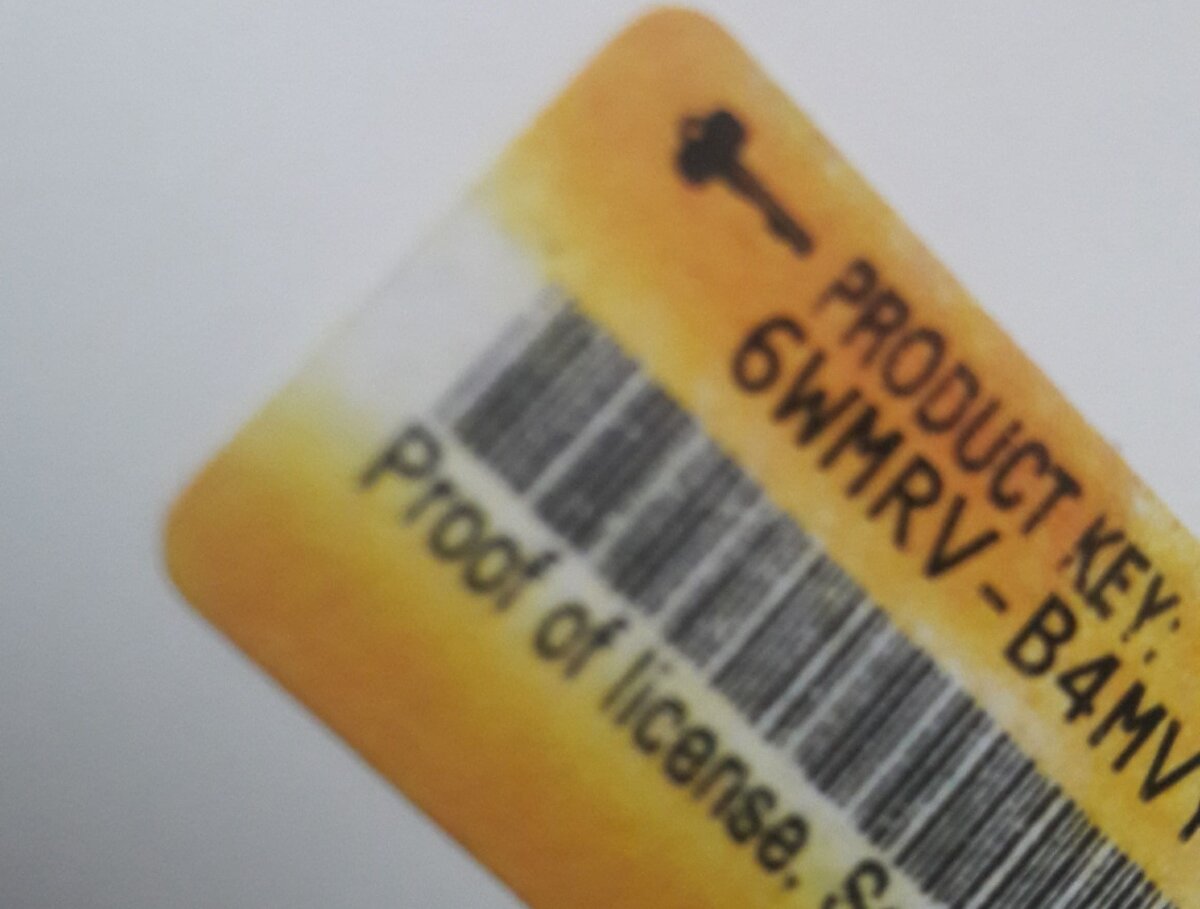 PRODUCT KEY:
6WMRV-B4MV
Proof of license.